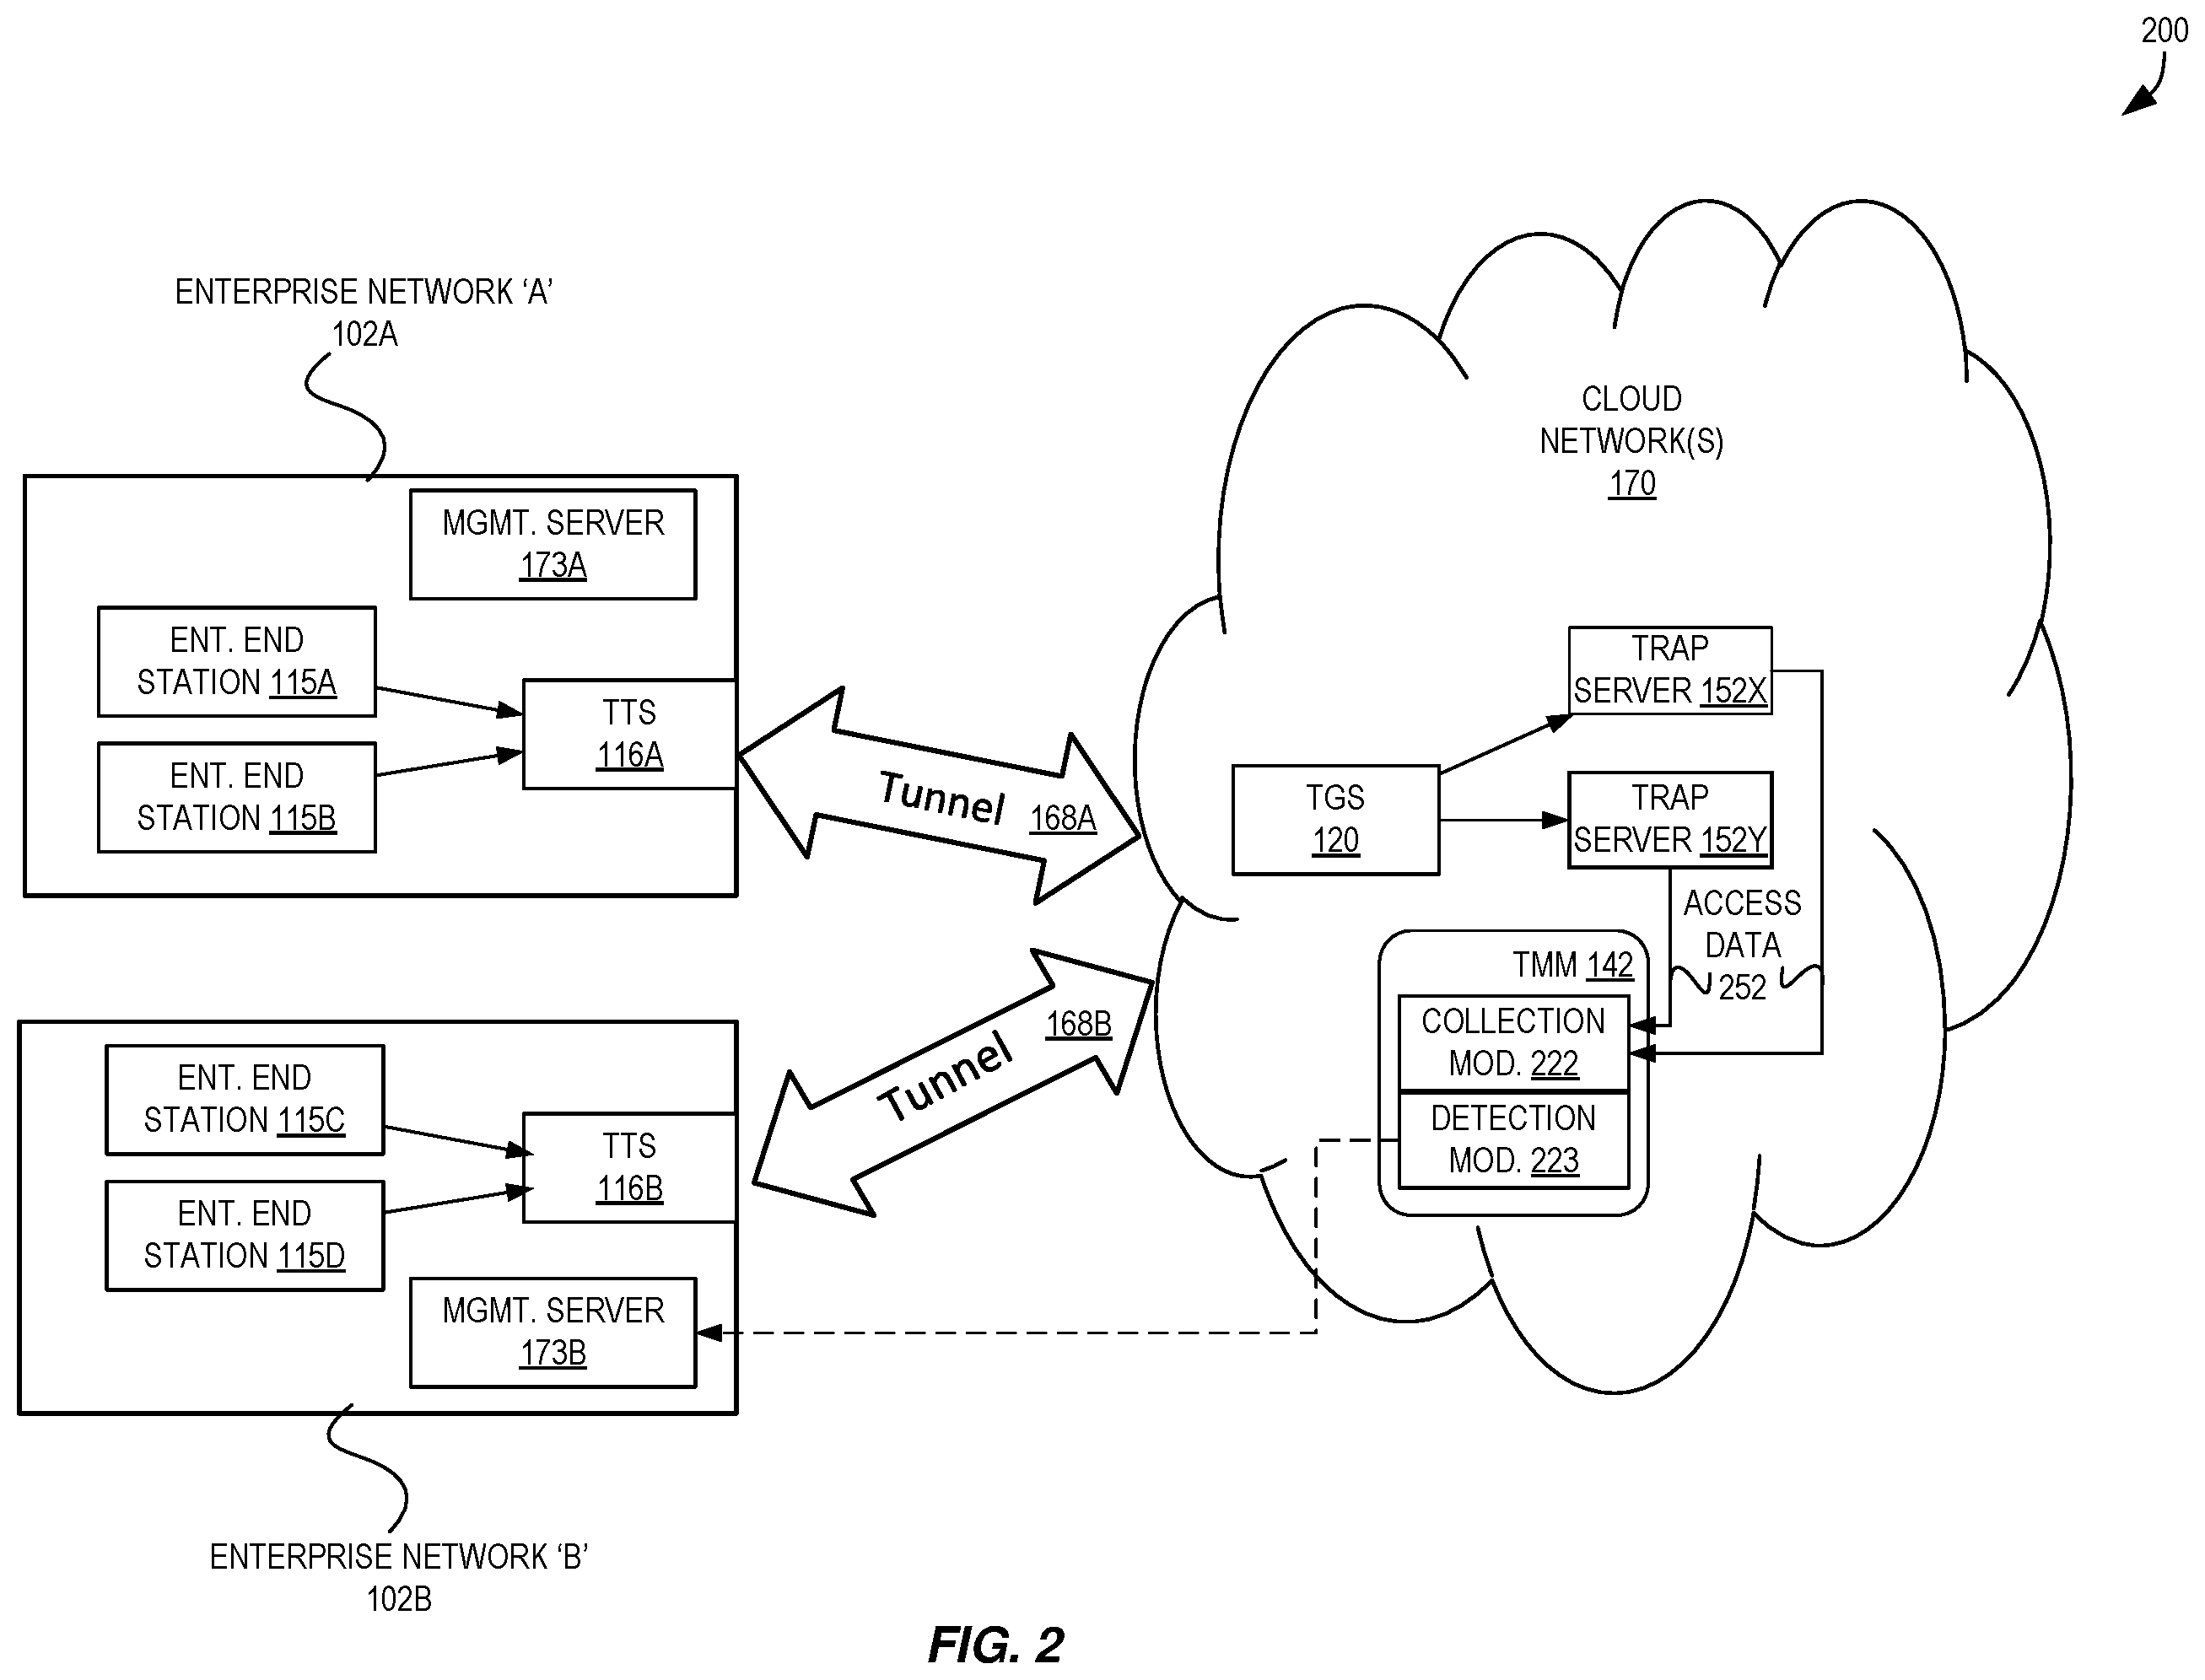 200
ENTERPRISE NETWORK ‘A’
102A
MGMT. SERVER
173A
ENT. END
STATION 115A
ENT. END
STATION 115B
TTS
116A
Tunnel 168A
CLOUD
NETWORK(S)
170
TRAP
SERVER 152X
TGS
120
TRAP
SERVER 152Y
ACCESS
DATA
252
TMM 142
COLLECTION
MOD. 222
DETECTION
MOD. 223
Tunnel 168B
ENT. END
STATION 115C
ENT. END
STATION 115D
TTS
116B
MGMT. SERVER
173B
ENTERPRISE NETWORK ‘B’
102B
FIG. 2